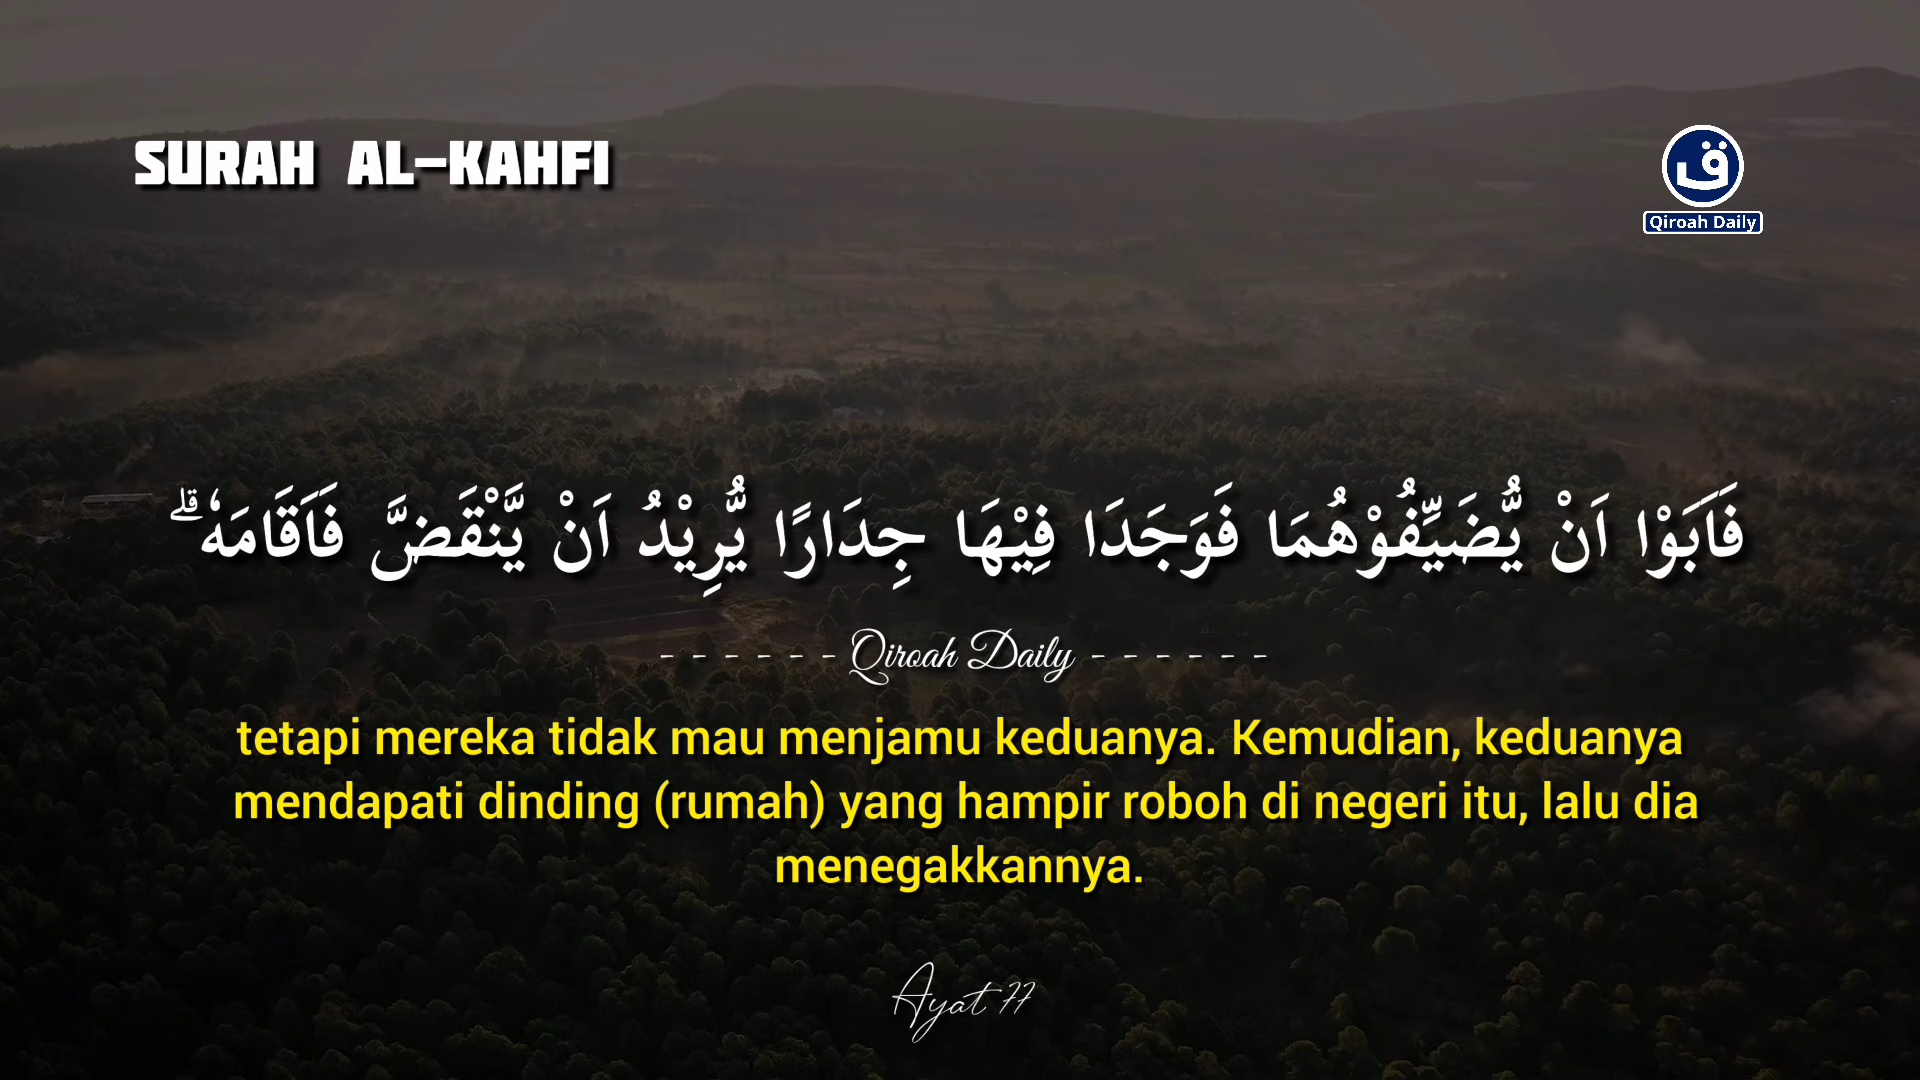 SURAH AL-KAHFI
ق
Qiroah Daily
فَاَبَوْا اَنْ يُّضَيِّفُوْهُمَا فَوَجَدَا فِيْهَا جِدَارًا يُّرِيْدُ اَنْ يَّنْقَضَّ فَاَقَامَهٗ ۗ
- - - - - - Qiroah Daily - - - - - -
tetapi mereka tidak mau menjamu keduanya. Kemudian, keduanya
mendapati dinding (rumah) yang hampir roboh di negeri itu, lalu dia
menegakkannya.
Ayat 77